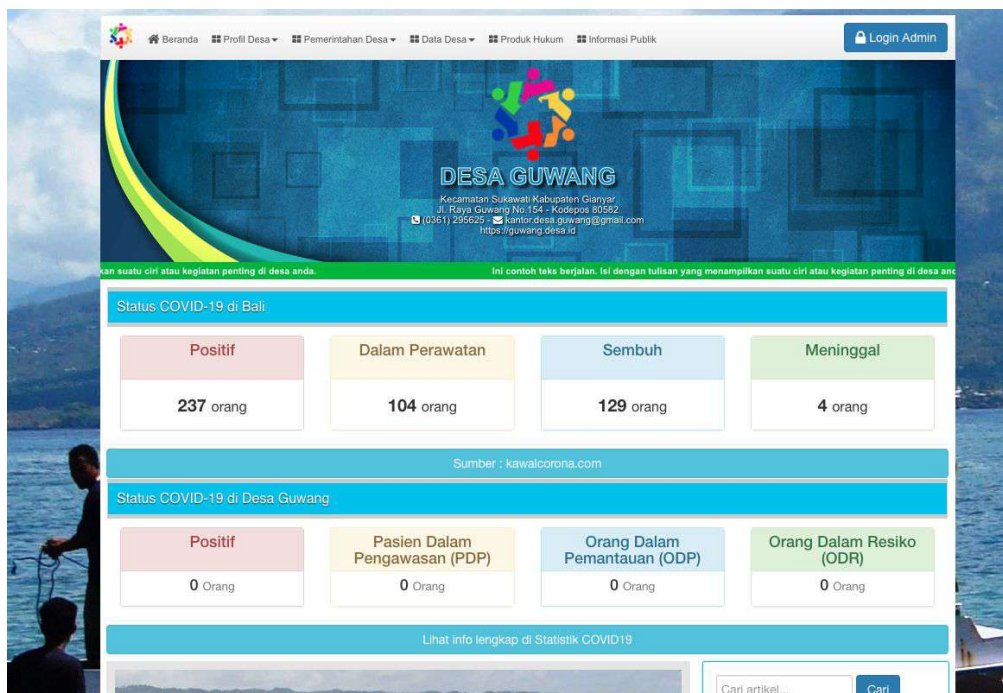 Beranda Profil Desa Pemerintahan Desa Data Desa Produk Hukum Informasi Publik Login Admin
DESA GUWANG
Kecamatan Sukawati Kabupaten Gianyar
Jl. Raya Guwang No.154 - Kodepos 80582
(0361) 295625 - kantor.desa.guwang@gmail.com
https://guwang.desa.id
kan suatu ciri atau kegiatan penting di desa anda. Ini contoh teks berjalan. Isi dengan tulisan yang menampilkan suatu ciri atau kegiatan penting di desa and
Status COVID-19 di Bali
Positif Dalam Perawatan Sembuh Meninggal
237 orang 104 orang 129 orang 4 orang
Sumber : kawalcorona.com
Status COVID-19 di Desa Guwang
Positif Pasien Dalam Pengawasan (PDP) Orang Dalam Pemantauan (ODP) Orang Dalam Resiko (ODR)
0 Orang 0 Orang 0 Orang 0 Orang
Lihat info lengkap di Statistik COVID19
Cari artikel... Cari